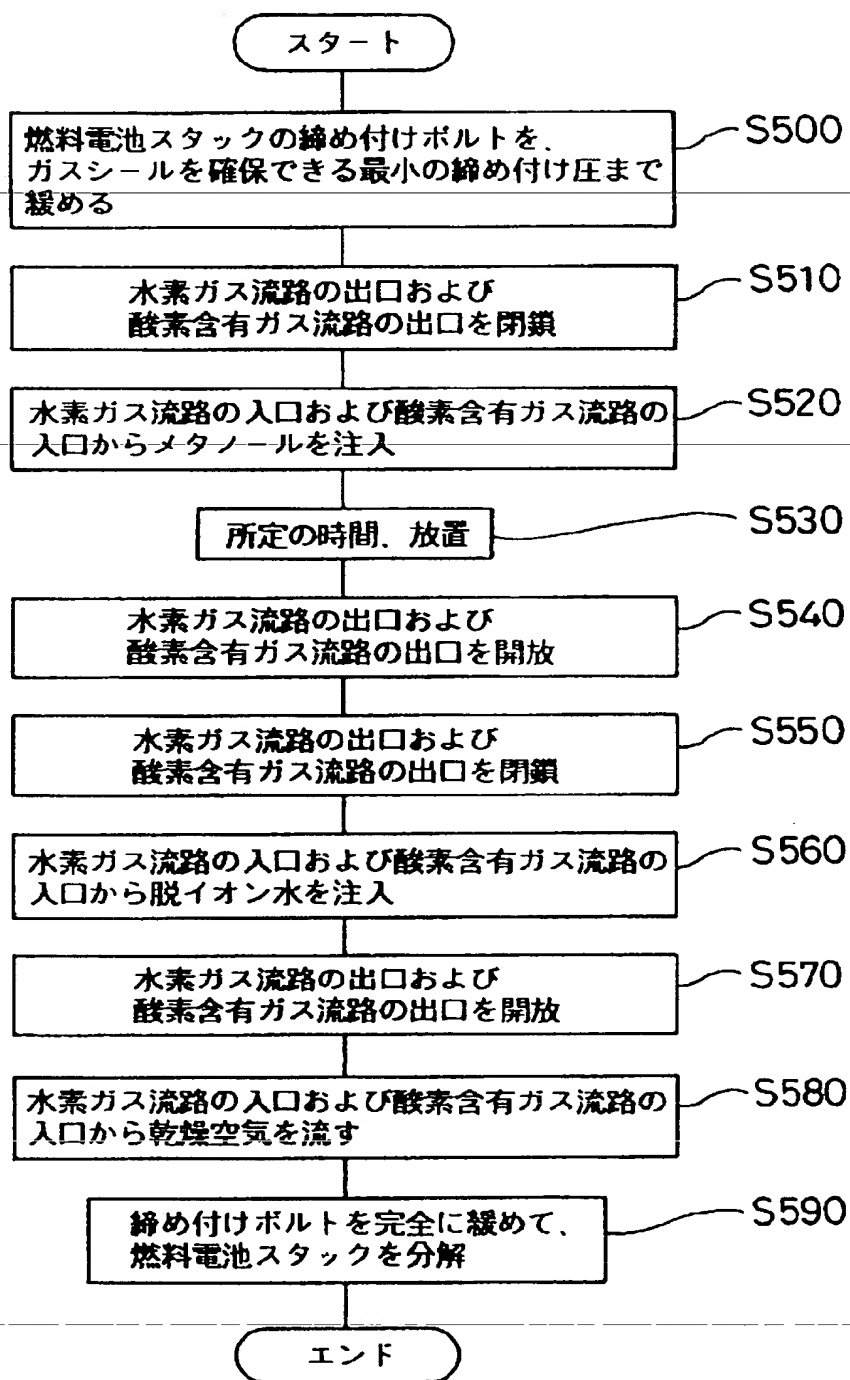 スタート
燃料電池スタックの締め付けボルトを、
ガスシールを確保できる最小の締め付け圧まで
緩める
S500
水素ガス流路の出口および
酸素含有ガス流路の出口を閉鎖
S510
水素ガス流路の入口および酸素含有ガス流路の
入口からメタノールを注入
S520
所定の時間、放置
S530
水素ガス流路の出口および
酸素含有ガス流路の出口を開放
S540
水素ガス流路の出口および
酸素含有ガス流路の出口を閉鎖
S550
水素ガス流路の入口および酸素含有ガス流路の
入口から脱イオン水を注入
S560
水素ガス流路の出口および
酸素含有ガス流路の出口を開放
S570
水素ガス流路の入口および酸素含有ガス流路の
入口から乾燥空気を流す
S580
締め付けボルトを完全に緩めて、
燃料電池スタックを分解
S590
エンド